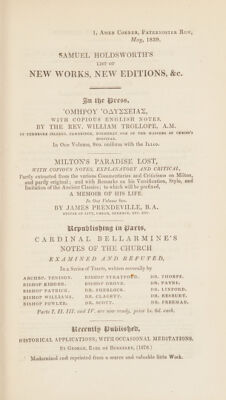 1, Amen Corner, Paternoster Row,
May, 1839.
SAMUEL HOLDSWORTH'S
LIST OF
NEW WORKS, NEW EDITIONS, &c.
In the Press,
ὍΜΗΡΟΥ ὈΔΥΣΣΕΙΑΣ,
WITH COPIOUS ENGLISH NOTES,
BY THE REV. WILLIAM TROLLOPE, A.M.
OF PEMBROKE COLLEGE, CAMBRIDGE, FORMERLY ONE OF THE MASTERS OF CHRIST'S
HOSPITAL.
In One Volume, 8vo. uniform with the Iliad.
MILTON'S PARADISE LOST,
WITH COPIOUS NOTES, EXPLANATORY AND CRITICAL,
Partly extracted from the various Commentaries and Criticisms on Milton,
and partly original; and with Remarks on his Versification, Style, and
Imitation of the Ancient Classics; to which will be prefixed,
A MEMOIR OF HIS LIFE.
In One Volume 8vo.
BY JAMES PRENDEVILLE, B.A.
EDITOR OF LIVY,
Republishing in Parts,
CARDINAL BELLARMINE'S
NOTES OF THE CHURCH
EXAMINED AND REFUTED,
In a Series of Tracts, written severally by
ARCHBP. TENISON. BISHOP STRATFORD. DR. THORPE.
BISHOP KIDDER. BISHOP GROVE. DR. PAYNE.
BISHOP PATRICK. DR. SHERLOCK. DR. LINFORD.
BISHOP WILLIAMS. DR. CLAGETT. DR. RESBURY.
BISHOP FOWLER. DR. SCOTT. DR. FREEMAN.
Parts I. II. III. and IV. are now ready, price 1s. 6d. each.
Recently Published,
HISTORICAL APPLICATIONS, WITH OCCASIONAL MEDITATIONS.
By George, Earl of Berkeley, (1670.)
Modernized and reprinted from a scarce and valuable little Work.